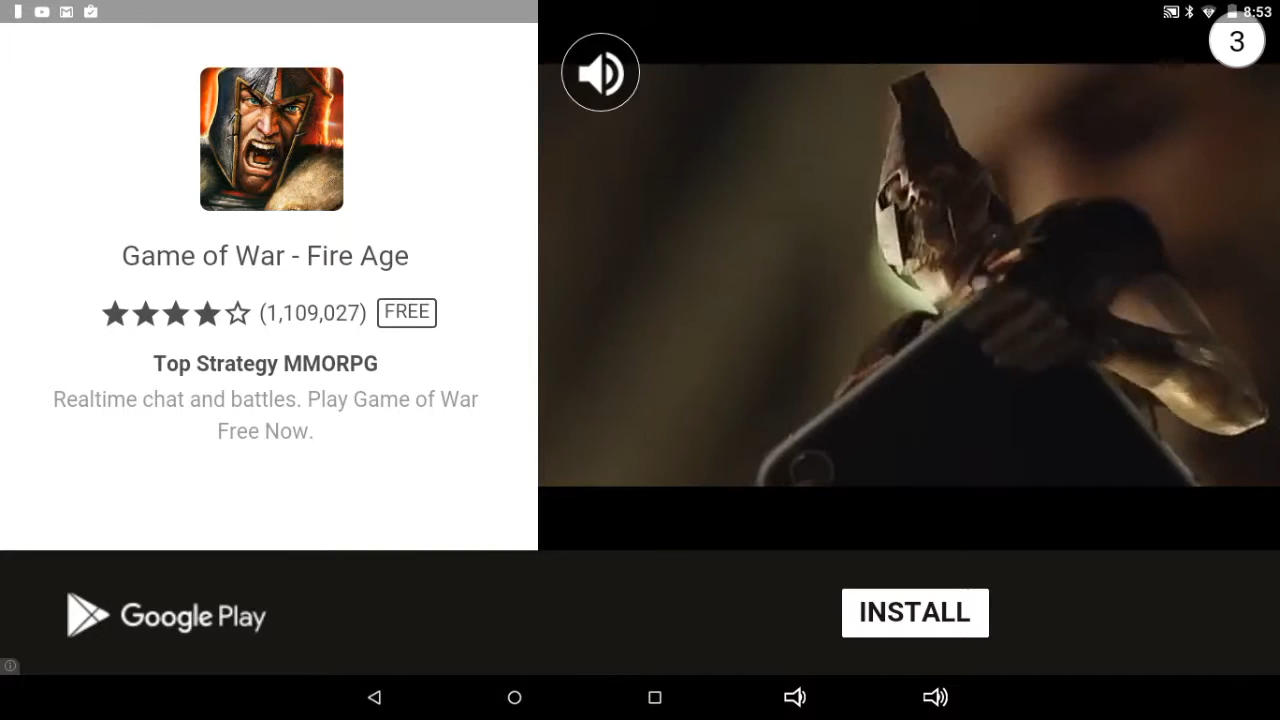 8:53
3
Game of War - Fire Age
(1,109,027) FREE
Top Strategy MMORPG
Realtime chat and battles. Play Game of War
Free Now.
Google Play
INSTALL